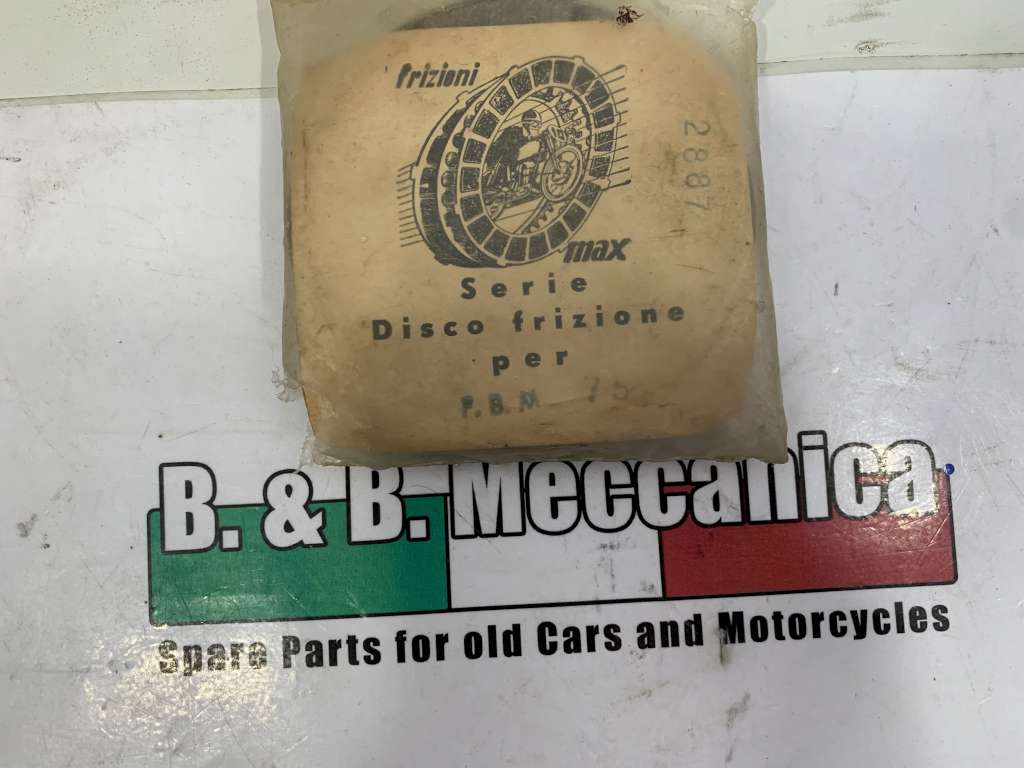 frizioni
max
2887
Serie
Disco frizione
per
F.B.M 75
B. & B. Meccanica
Spare Parts for old Cars and Motorcycles